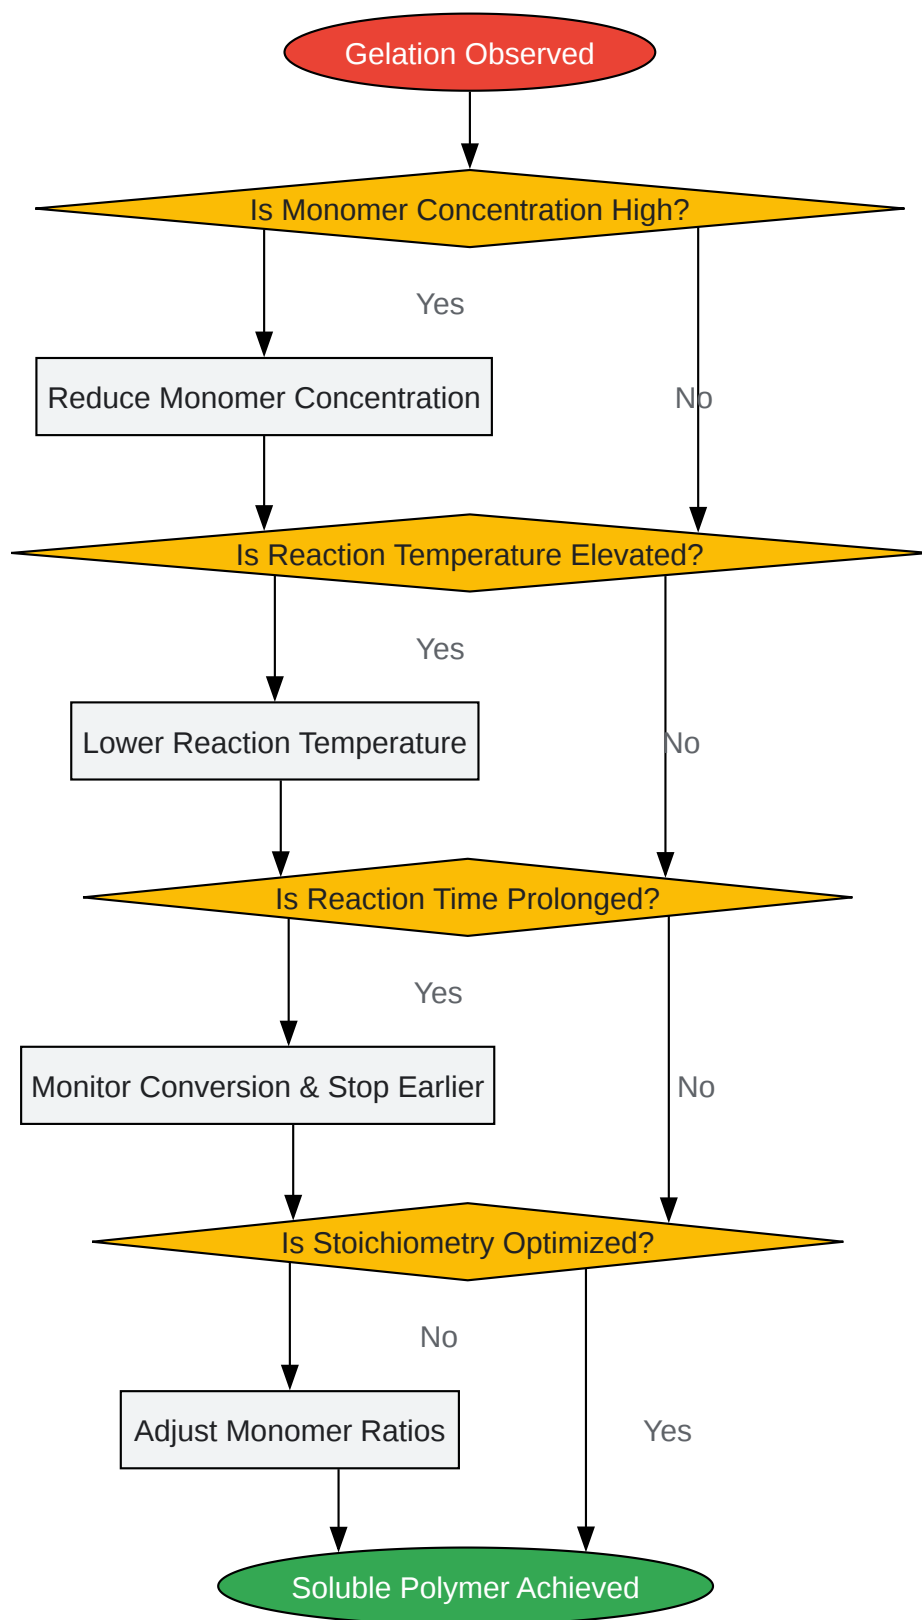 Gelation Observed
Is Monomer Concentration High?
Yes
Reduce Monomer Concentration
No
Is Reaction Temperature Elevated?
Yes
Lower Reaction Temperature
No
Is Reaction Time Prolonged?
Yes
Monitor Conversion & Stop Earlier
No
Is Stoichiometry Optimized?
No
Adjust Monomer Ratios
Yes
Soluble Polymer Achieved